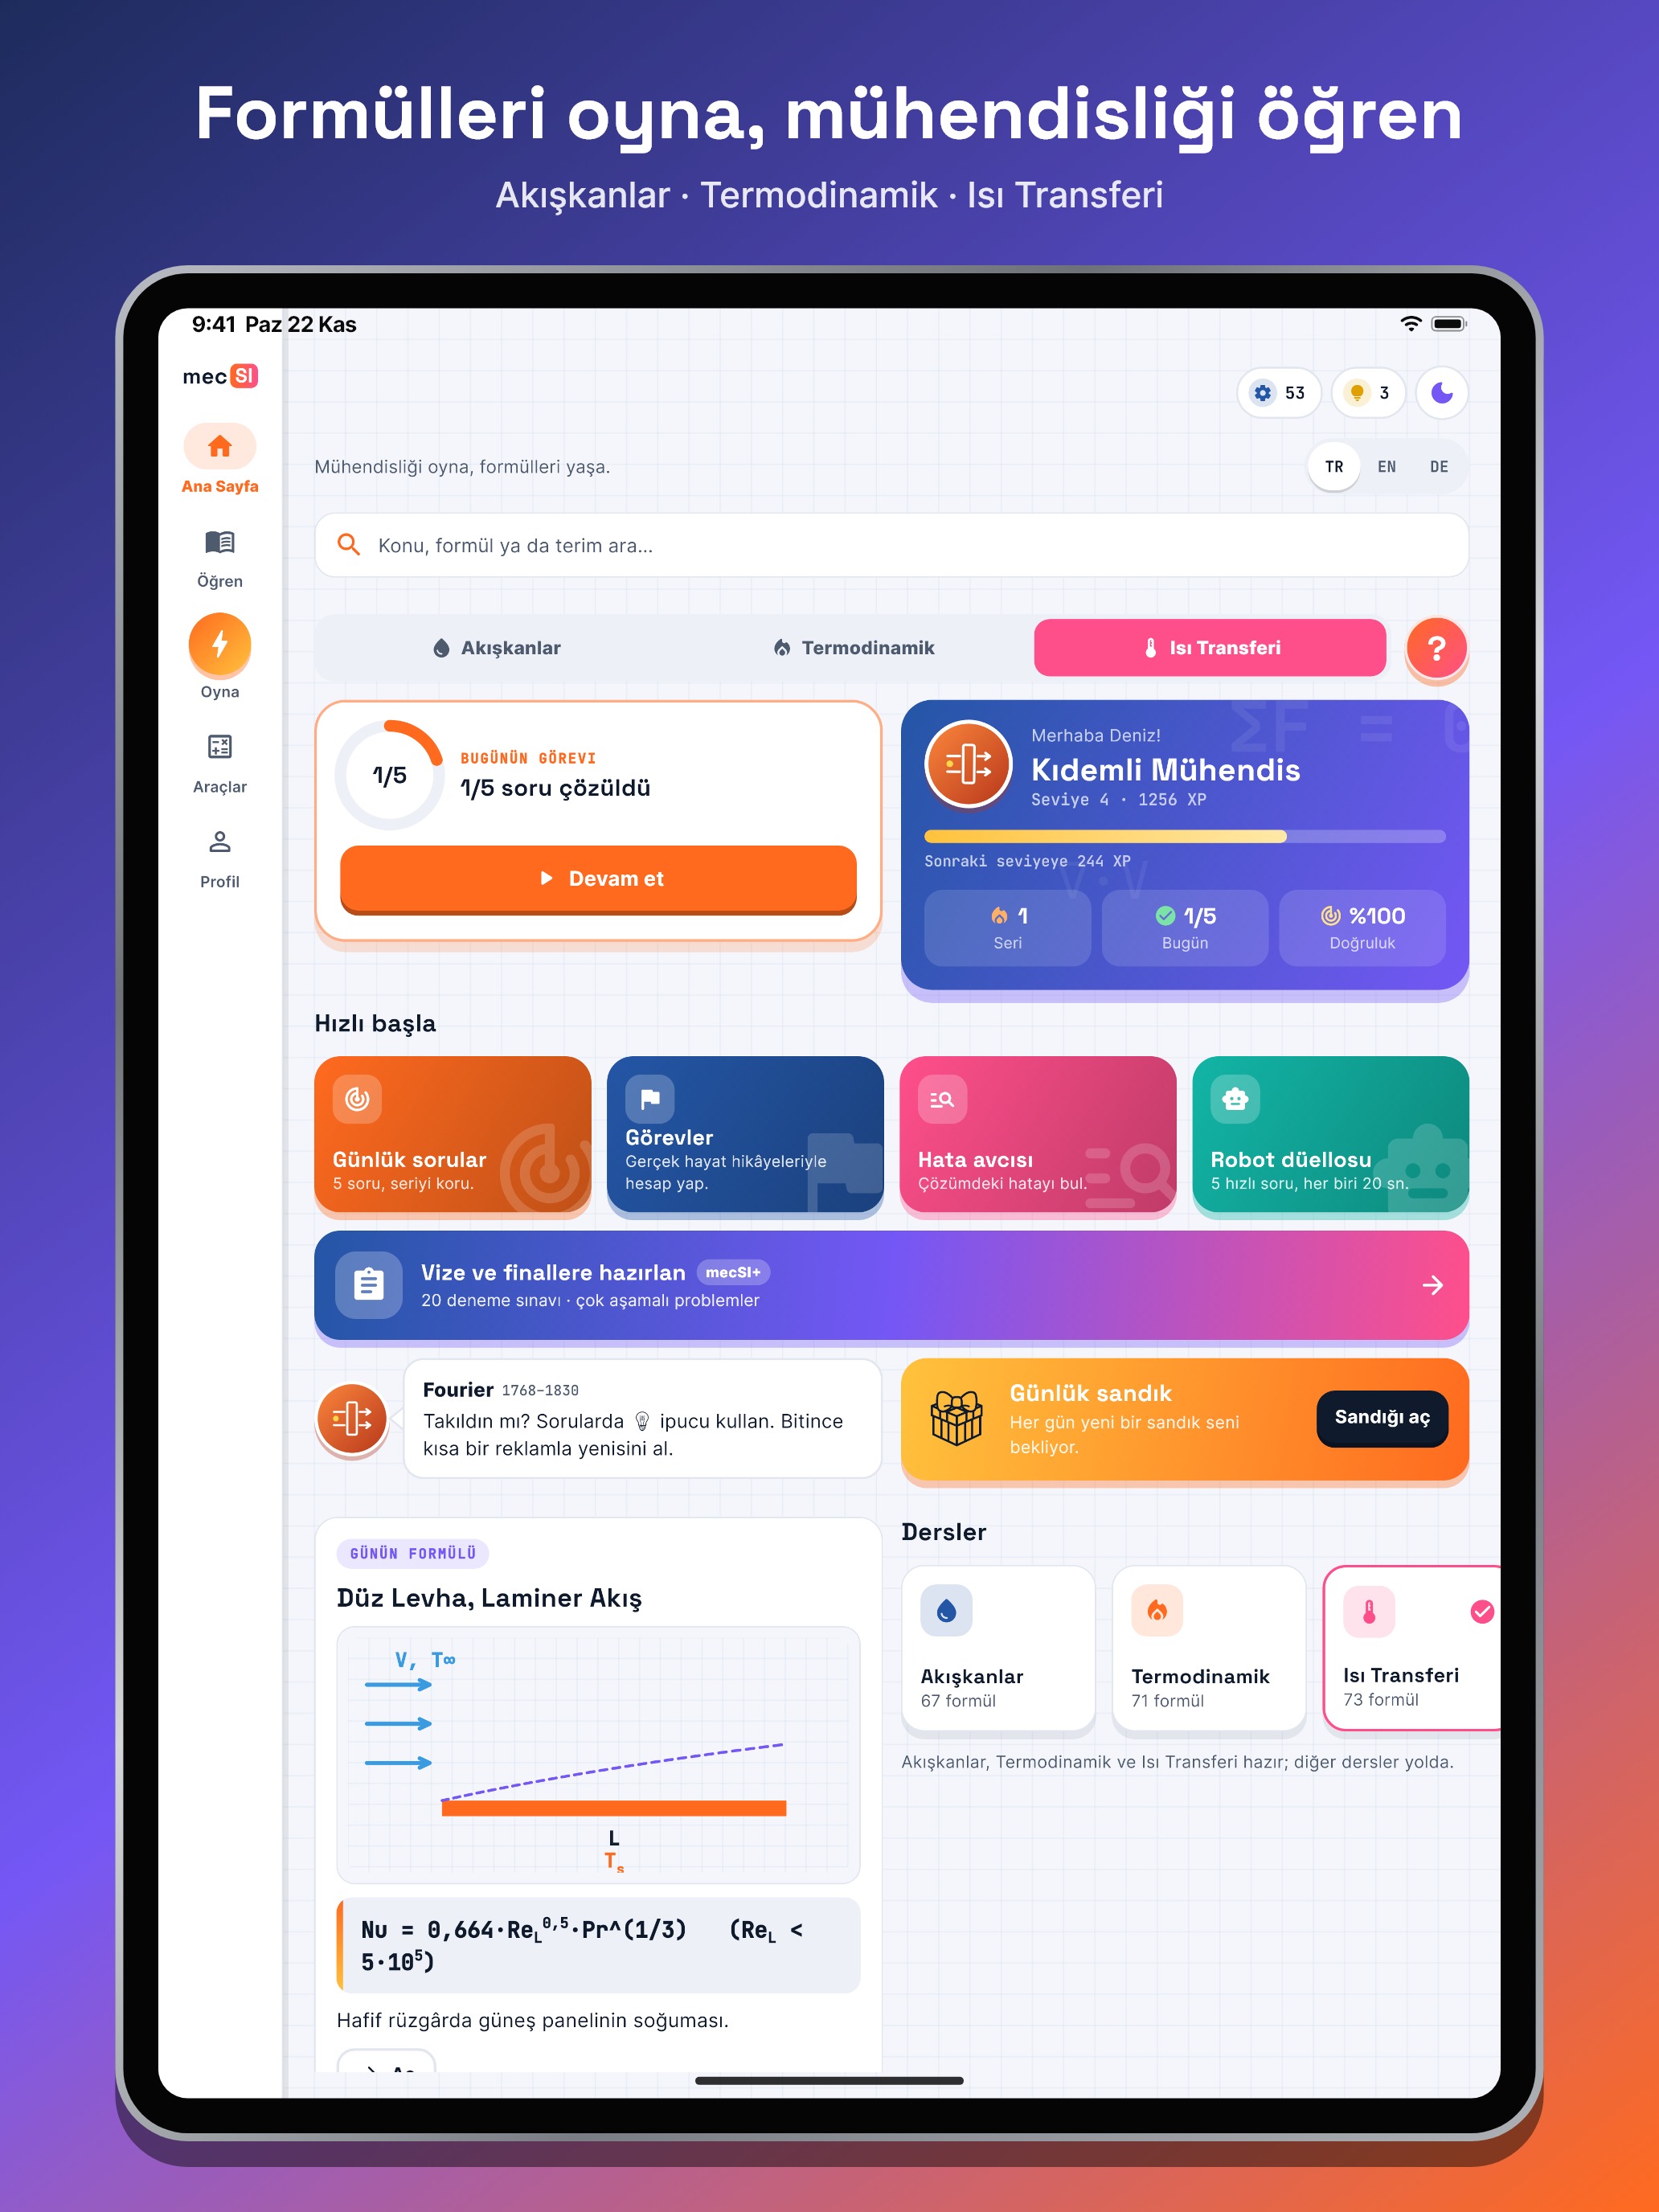 Formülleri oyna, mühendisliği öğren
Akışkanlar · Termodinamik · Isı Transferi
9:41 Paz 22 Kas
mec SI
53
3
Mühendisliği oyna, formülleri yaşa.
TR EN DE
Konu, formül ya da terim ara...
Ana Sayfa
Öğren
Oyna
Araçlar
Profil
Akışkanlar
Termodinamik
Isı Transferi
?
1/5
BUGÜNÜN GÖREVI
1/5 soru çözüldü
Devam et
ΣF =
Merhaba Deniz!
Kıdemli Mühendis
Seviye 4 · 1256 XP
Sonraki seviyeye 244 XP
V·V
1
Seri
1/5
Bugün
%100
Doğruluk
Hızlı başla
Günlük sorular
5 soru, seriyi koru.
Görevler
Gerçek hayat hikâyeleriyle
hesap yap.
Hata avcısı
Çözümdeki hatayı bul.
Robot düellosu
5 hızlı soru, her biri 20 sn.
Vize ve finallere hazırlan mecSI+
20 deneme sınavı · çok aşamalı problemler
Fourier 1768–1830
Takıldın mı? Sorularda 💡 ipucu kullan. Bitince
kısa bir reklamla yenisini al.
Günlük sandık
Her gün yeni bir sandık seni
bekliyor.
Sandığı aç
GÜNÜN FORMÜLÜ
Düz Levha, Laminer Akış
V, T∞
L
Tₛ
Nu = 0,664·Re_L^0,5·Pr^(1/3) (Re_L <
5·10⁵)
Hafif rüzgârda güneş panelinin soğuması.
Dersler
Akışkanlar
67 formül
Termodinamik
71 formül
Isı Transferi
73 formül
Akışkanlar, Termodinamik ve Isı Transferi hazır; diğer dersler yolda.